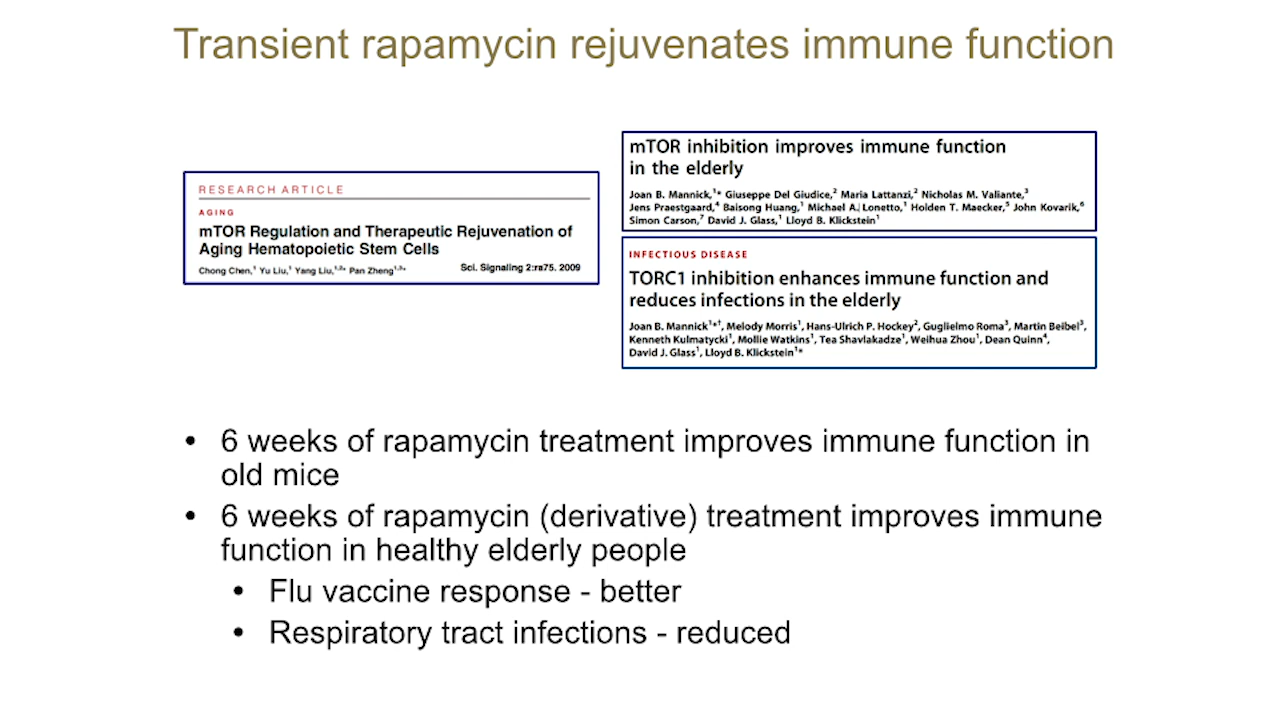 Transient rapamycin rejuvenates immune function
RESEARCH ARTICLE
AGING
mTOR Regulation and Therapeutic Rejuvenation of
Aging Hematopoietic Stem Cells
Chong Chen,¹ Yu Liu,¹ Yang Liu,¹,²* Pan Zheng¹,³*
Sci. Signaling 2:ra75. 2009
mTOR inhibition improves immune function
in the elderly
Joan B. Mannick,¹* Giuseppe Del Giudice,² Maria Lattanzi,² Nicholas M. Valiante,³
Jens Praestgaard,⁴ Baisong Huang,¹ Michael A. Lonetto,¹ Holden T. Maecker,⁵ John Kovarik,⁶
Simon Carson,⁷ David J. Glass,¹ Lloyd B. Klickstein¹
INFECTIOUS DISEASE
TORC1 inhibition enhances immune function and
reduces infections in the elderly
Joan B. Mannick¹*†, Melody Morris¹, Hans-Ulrich P. Hockey², Guglielmo Roma³, Martin Beibel³,
Kenneth Kulmatycki¹, Mollie Watkins¹, Tea Shavlakadze¹, Weihua Zhou¹, Dean Quinn⁴,
David J. Glass¹, Lloyd B. Klickstein¹*
• 6 weeks of rapamycin treatment improves immune function in
old mice
• 6 weeks of rapamycin (derivative) treatment improves immune
function in healthy elderly people
• Flu vaccine response - better
• Respiratory tract infections - reduced